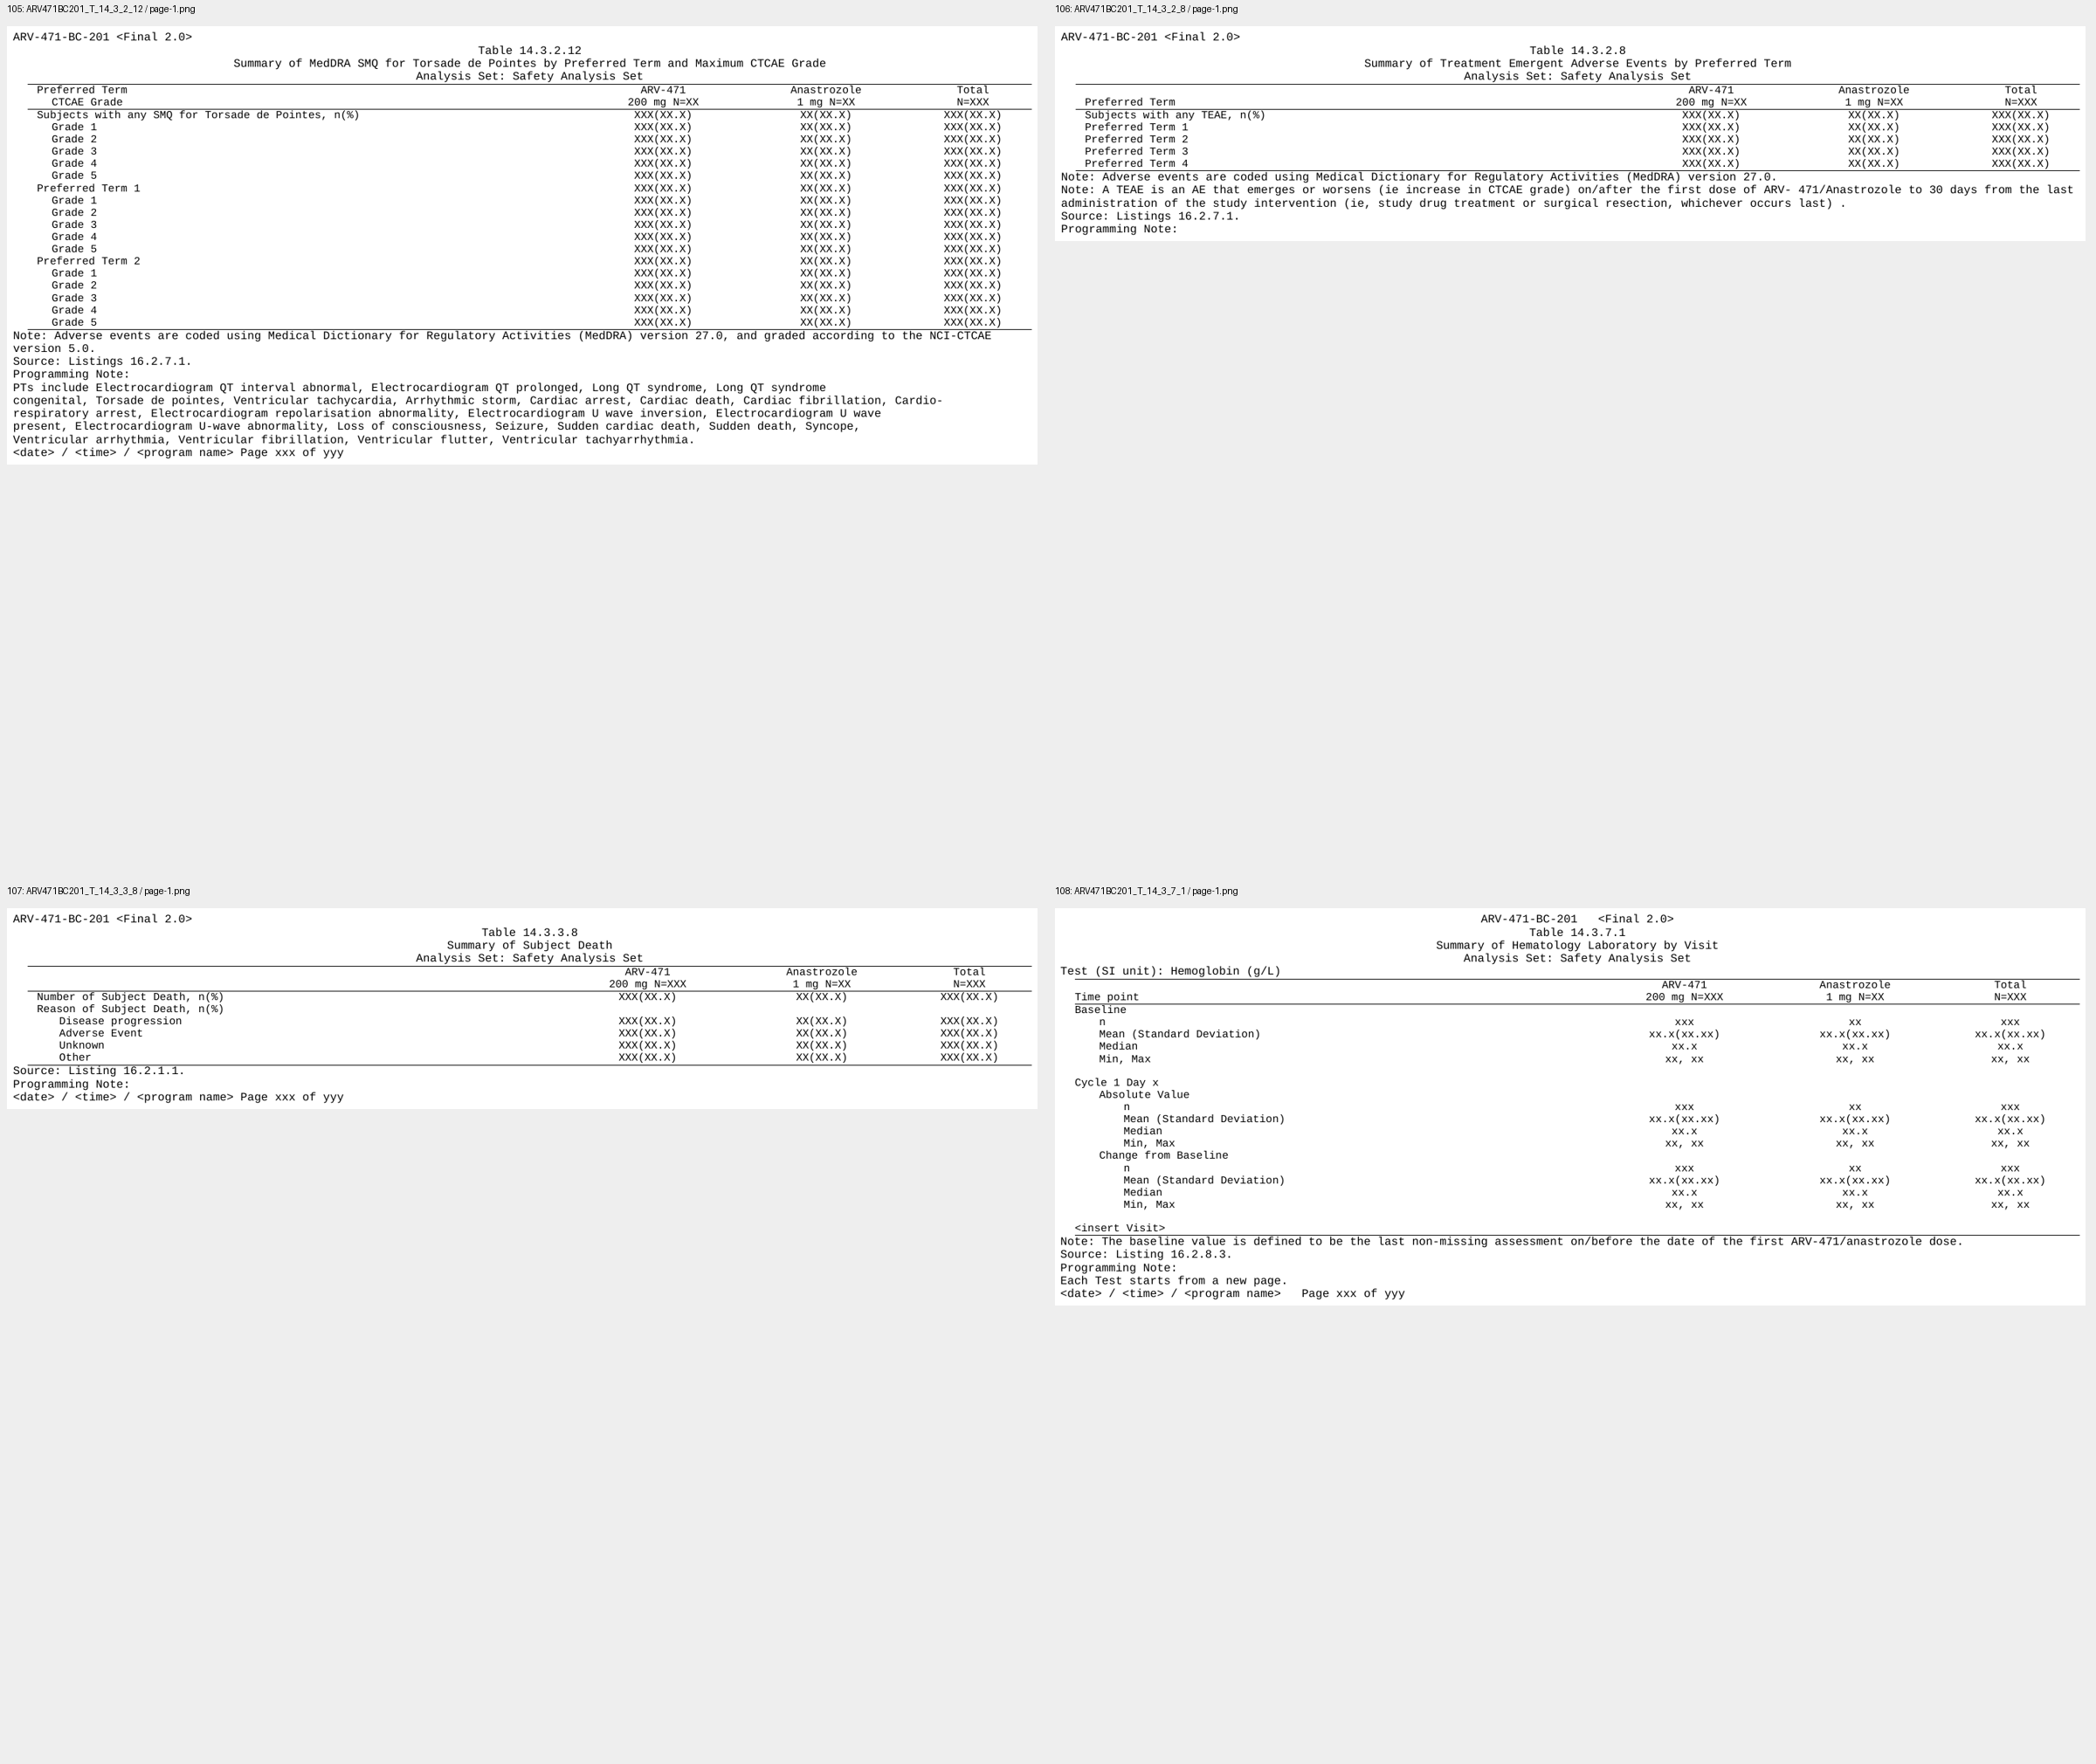 105: ARV471BC201_T_14_3_2_12 / page-1.png
ARV-471-BC-201 <Final 2.0>
Table 14.3.2.12
Summary of MedDRA SMQ for Torsade de Pointes by Preferred Term and Maximum CTCAE Grade
Analysis Set: Safety Analysis Set
Preferred Term ARV-471 Anastrozole Total
CTCAE Grade 200 mg N=XX 1 mg N=XX N=XXX
Subjects with any SMQ for Torsade de Pointes, n(%) XXX(XX.X) XX(XX.X) XXX(XX.X)
Grade 1 XXX(XX.X) XX(XX.X) XXX(XX.X)
Grade 2 XXX(XX.X) XX(XX.X) XXX(XX.X)
Grade 3 XXX(XX.X) XX(XX.X) XXX(XX.X)
Grade 4 XXX(XX.X) XX(XX.X) XXX(XX.X)
Grade 5 XXX(XX.X) XX(XX.X) XXX(XX.X)
Preferred Term 1 XXX(XX.X) XX(XX.X) XXX(XX.X)
Grade 1 XXX(XX.X) XX(XX.X) XXX(XX.X)
Grade 2 XXX(XX.X) XX(XX.X) XXX(XX.X)
Grade 3 XXX(XX.X) XX(XX.X) XXX(XX.X)
Grade 4 XXX(XX.X) XX(XX.X) XXX(XX.X)
Grade 5 XXX(XX.X) XX(XX.X) XXX(XX.X)
Preferred Term 2 XXX(XX.X) XX(XX.X) XXX(XX.X)
Grade 1 XXX(XX.X) XX(XX.X) XXX(XX.X)
Grade 2 XXX(XX.X) XX(XX.X) XXX(XX.X)
Grade 3 XXX(XX.X) XX(XX.X) XXX(XX.X)
Grade 4 XXX(XX.X) XX(XX.X) XXX(XX.X)
Grade 5 XXX(XX.X) XX(XX.X) XXX(XX.X)
Note: Adverse events are coded using Medical Dictionary for Regulatory Activities (MedDRA) version 27.0, and graded according to the NCI-CTCAE
version 5.0.
Source: Listings 16.2.7.1.
Programming Note:
PTs include Electrocardiogram QT interval abnormal, Electrocardiogram QT prolonged, Long QT syndrome, Long QT syndrome
congenital, Torsade de pointes, Ventricular tachycardia, Arrhythmic storm, Cardiac arrest, Cardiac death, Cardiac fibrillation, Cardio-
respiratory arrest, Electrocardiogram repolarisation abnormality, Electrocardiogram U wave inversion, Electrocardiogram U wave
present, Electrocardiogram U-wave abnormality, Loss of consciousness, Seizure, Sudden cardiac death, Sudden death, Syncope,
Ventricular arrhythmia, Ventricular fibrillation, Ventricular flutter, Ventricular tachyarrhythmia.
<date> / <time> / <program name> Page xxx of yyy
106: ARV471BC201_T_14_3_2_8 / page-1.png
ARV-471-BC-201 <Final 2.0>
Table 14.3.2.8
Summary of Treatment Emergent Adverse Events by Preferred Term
Analysis Set: Safety Analysis Set
ARV-471 Anastrozole Total
Preferred Term 200 mg N=XX 1 mg N=XX N=XXX
Subjects with any TEAE, n(%) XXX(XX.X) XX(XX.X) XXX(XX.X)
Preferred Term 1 XXX(XX.X) XX(XX.X) XXX(XX.X)
Preferred Term 2 XXX(XX.X) XX(XX.X) XXX(XX.X)
Preferred Term 3 XXX(XX.X) XX(XX.X) XXX(XX.X)
Preferred Term 4 XXX(XX.X) XX(XX.X) XXX(XX.X)
Note: Adverse events are coded using Medical Dictionary for Regulatory Activities (MedDRA) version 27.0.
Note: A TEAE is an AE that emerges or worsens (ie increase in CTCAE grade) on/after the first dose of ARV- 471/Anastrozole to 30 days from the last
administration of the study intervention (ie, study drug treatment or surgical resection, whichever occurs last) .
Source: Listings 16.2.7.1.
Programming Note:
107: ARV471BC201_T_14_3_3_8 / page-1.png
ARV-471-BC-201 <Final 2.0>
Table 14.3.3.8
Summary of Subject Death
Analysis Set: Safety Analysis Set
ARV-471 Anastrozole Total
200 mg N=XXX 1 mg N=XX N=XXX
Number of Subject Death, n(%) XXX(XX.X) XX(XX.X) XXX(XX.X)
Reason of Subject Death, n(%)
Disease progression XXX(XX.X) XX(XX.X) XXX(XX.X)
Adverse Event XXX(XX.X) XX(XX.X) XXX(XX.X)
Unknown XXX(XX.X) XX(XX.X) XXX(XX.X)
Other XXX(XX.X) XX(XX.X) XXX(XX.X)
Source: Listing 16.2.1.1.
Programming Note:
<date> / <time> / <program name> Page xxx of yyy
108: ARV471BC201_T_14_3_7_1 / page-1.png
ARV-471-BC-201 <Final 2.0>
Table 14.3.7.1
Summary of Hematology Laboratory by Visit
Analysis Set: Safety Analysis Set
Test (SI unit): Hemoglobin (g/L)
ARV-471 Anastrozole Total
Time point 200 mg N=XXX 1 mg N=XX N=XXX
Baseline
n xxx xx xxx
Mean (Standard Deviation) xx.x(xx.xx) xx.x(xx.xx) xx.x(xx.xx)
Median xx.x xx.x xx.x
Min, Max xx, xx xx, xx xx, xx
Cycle 1 Day x
Absolute Value
n xxx xx xxx
Mean (Standard Deviation) xx.x(xx.xx) xx.x(xx.xx) xx.x(xx.xx)
Median xx.x xx.x xx.x
Min, Max xx, xx xx, xx xx, xx
Change from Baseline
n xxx xx xxx
Mean (Standard Deviation) xx.x(xx.xx) xx.x(xx.xx) xx.x(xx.xx)
Median xx.x xx.x xx.x
Min, Max xx, xx xx, xx xx, xx
<insert Visit>
Note: The baseline value is defined to be the last non-missing assessment on/before the date of the first ARV-471/anastrozole dose.
Source: Listing 16.2.8.3.
Programming Note:
Each Test starts from a new page.
<date> / <time> / <program name> Page xxx of yyy